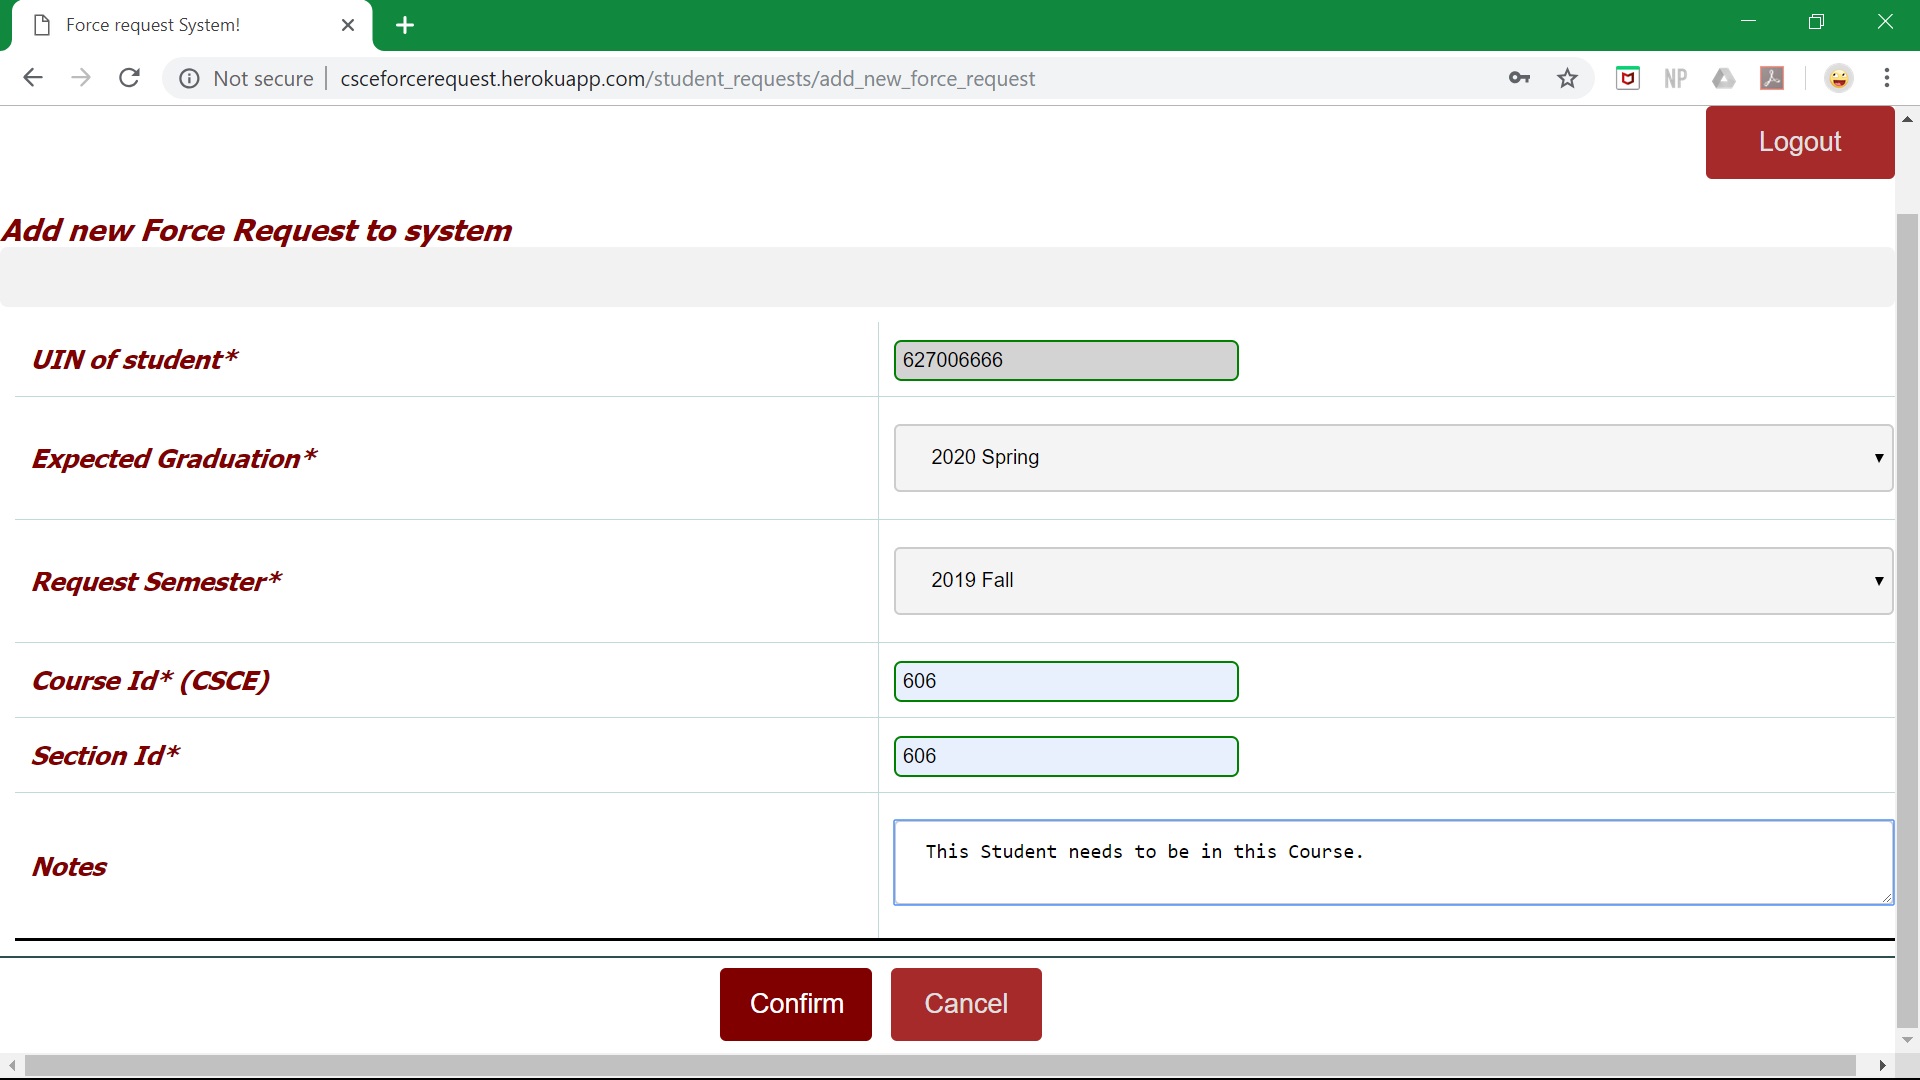 Force request System!
Not secure csceforcerequest.herokuapp.com/student_requests/add_new_force_request
NP
Logout
Add new Force Request to system
UIN of student* 627006666
Expected Graduation* 2020 Spring
Request Semester* 2019 Fall
Course Id* (CSCE) 606
Section Id* 606
Notes This Student needs to be in this Course.
Confirm Cancel